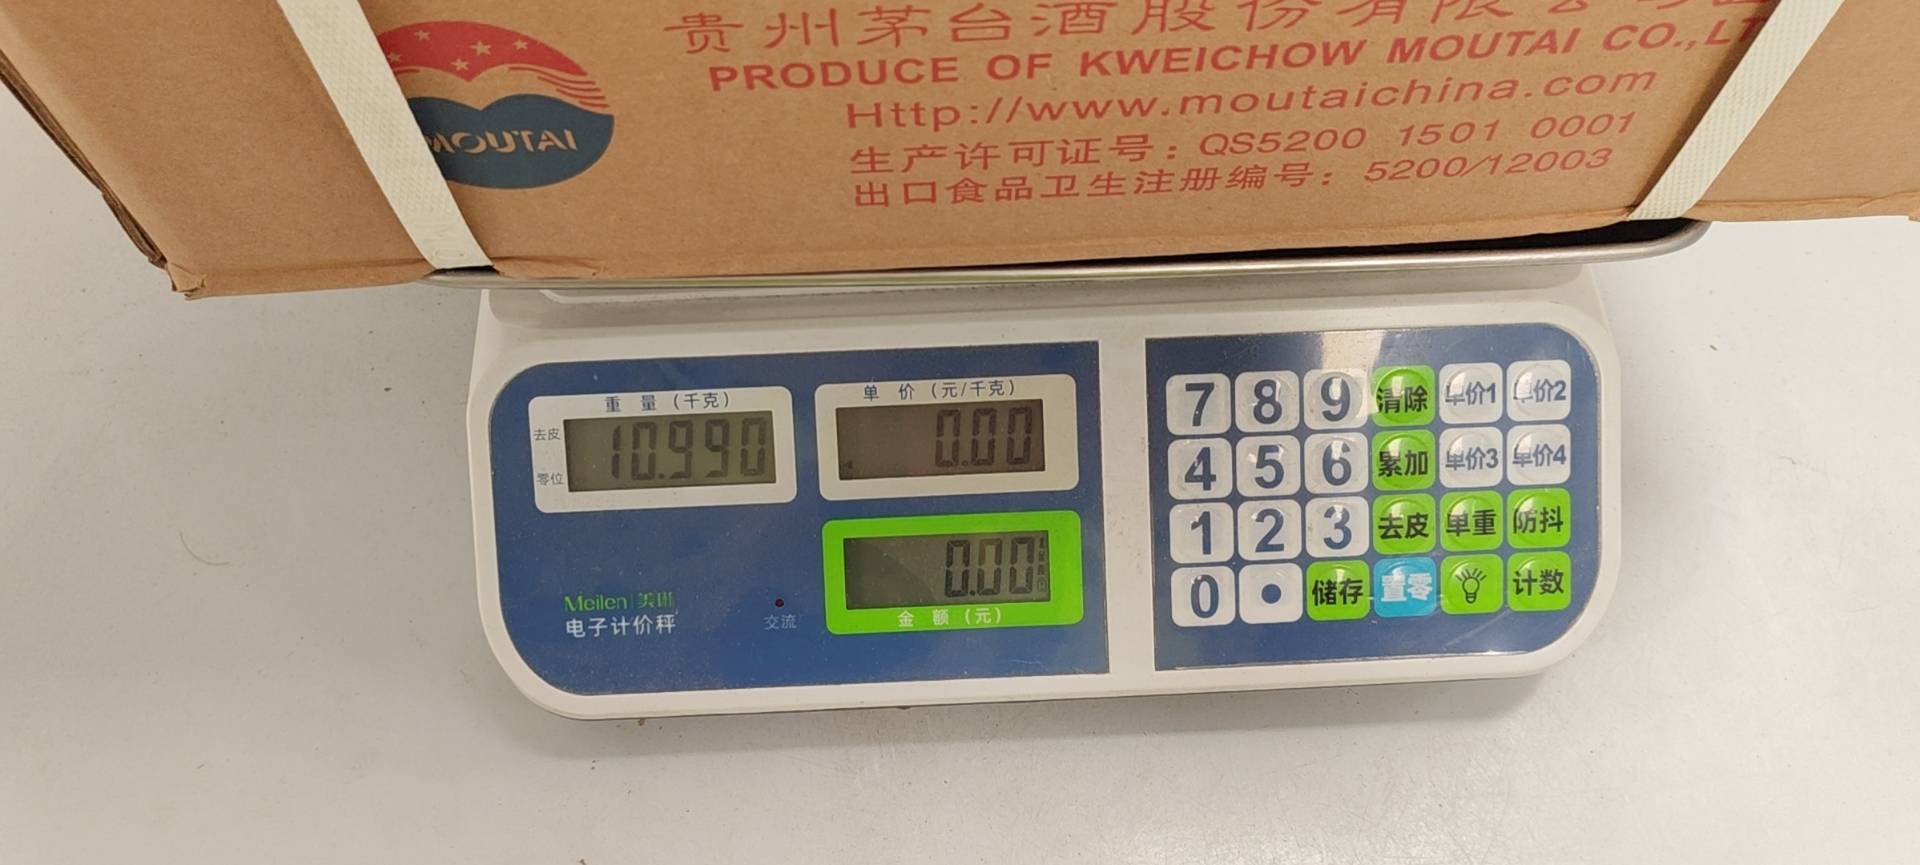 贵州茅台酒股份有限公司
PRODUCE OF KWEICHOW MOUTAI CO.,LT
MOUTAI
Http://www.moutaichina.com
生产许可证号：QS5200 1501 0001
出口食品卫生注册编号：5200/12003
重 量（千克）
去皮
零位
10.990
单 价（元/千克）
0.00
0.00
金 额（元）
Meilen 美琳
电子计价秤
交流
7 8 9 清除 单价1 单价2
4 5 6 累加 单价3 单价4
1 2 3 去皮 单重 防抖
0 • 储存 置零 计数